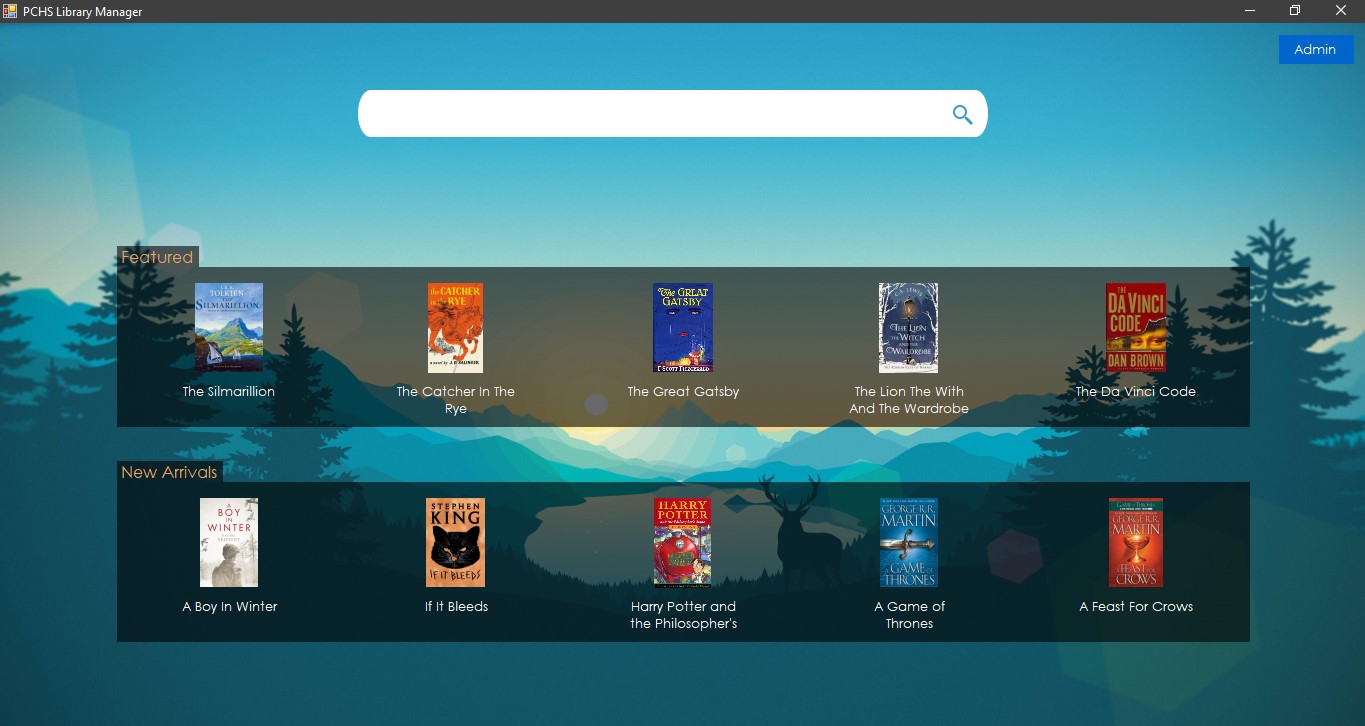 PCHS Library Manager
Admin
Featured
J.R.R.
TOLKIEN
THE
SILMARILLION
the CATCHER
in the
RYE
a novel by J. D. SALINGER
The GREAT
GATSBY
F. SCOTT FITZGERALD
C.S. LEWIS
THE LION
THE WITCH
AND THE
WARDROBE
THE CHRONICLES OF NARNIA
THE
DA VINCI
CODE
DAN BROWN
The Silmarillion
The Catcher In The
Rye
The Great Gatsby
The Lion The With
And The Wardrobe
The Da Vinci Code
New Arrivals
A
BOY
IN
WINTER
RACHEL
SEIFFERT
STEPHEN
KING
IF IT BLEEDS
HARRY
POTTER
GEORGE R.R.
MARTIN
A GAME OF
THRONES
GEORGE R.R.
MARTIN
A FEAST FOR
CROWS
A Boy In Winter
If It Bleeds
Harry Potter and
the Philosopher's
A Game of
Thrones
A Feast For Crows